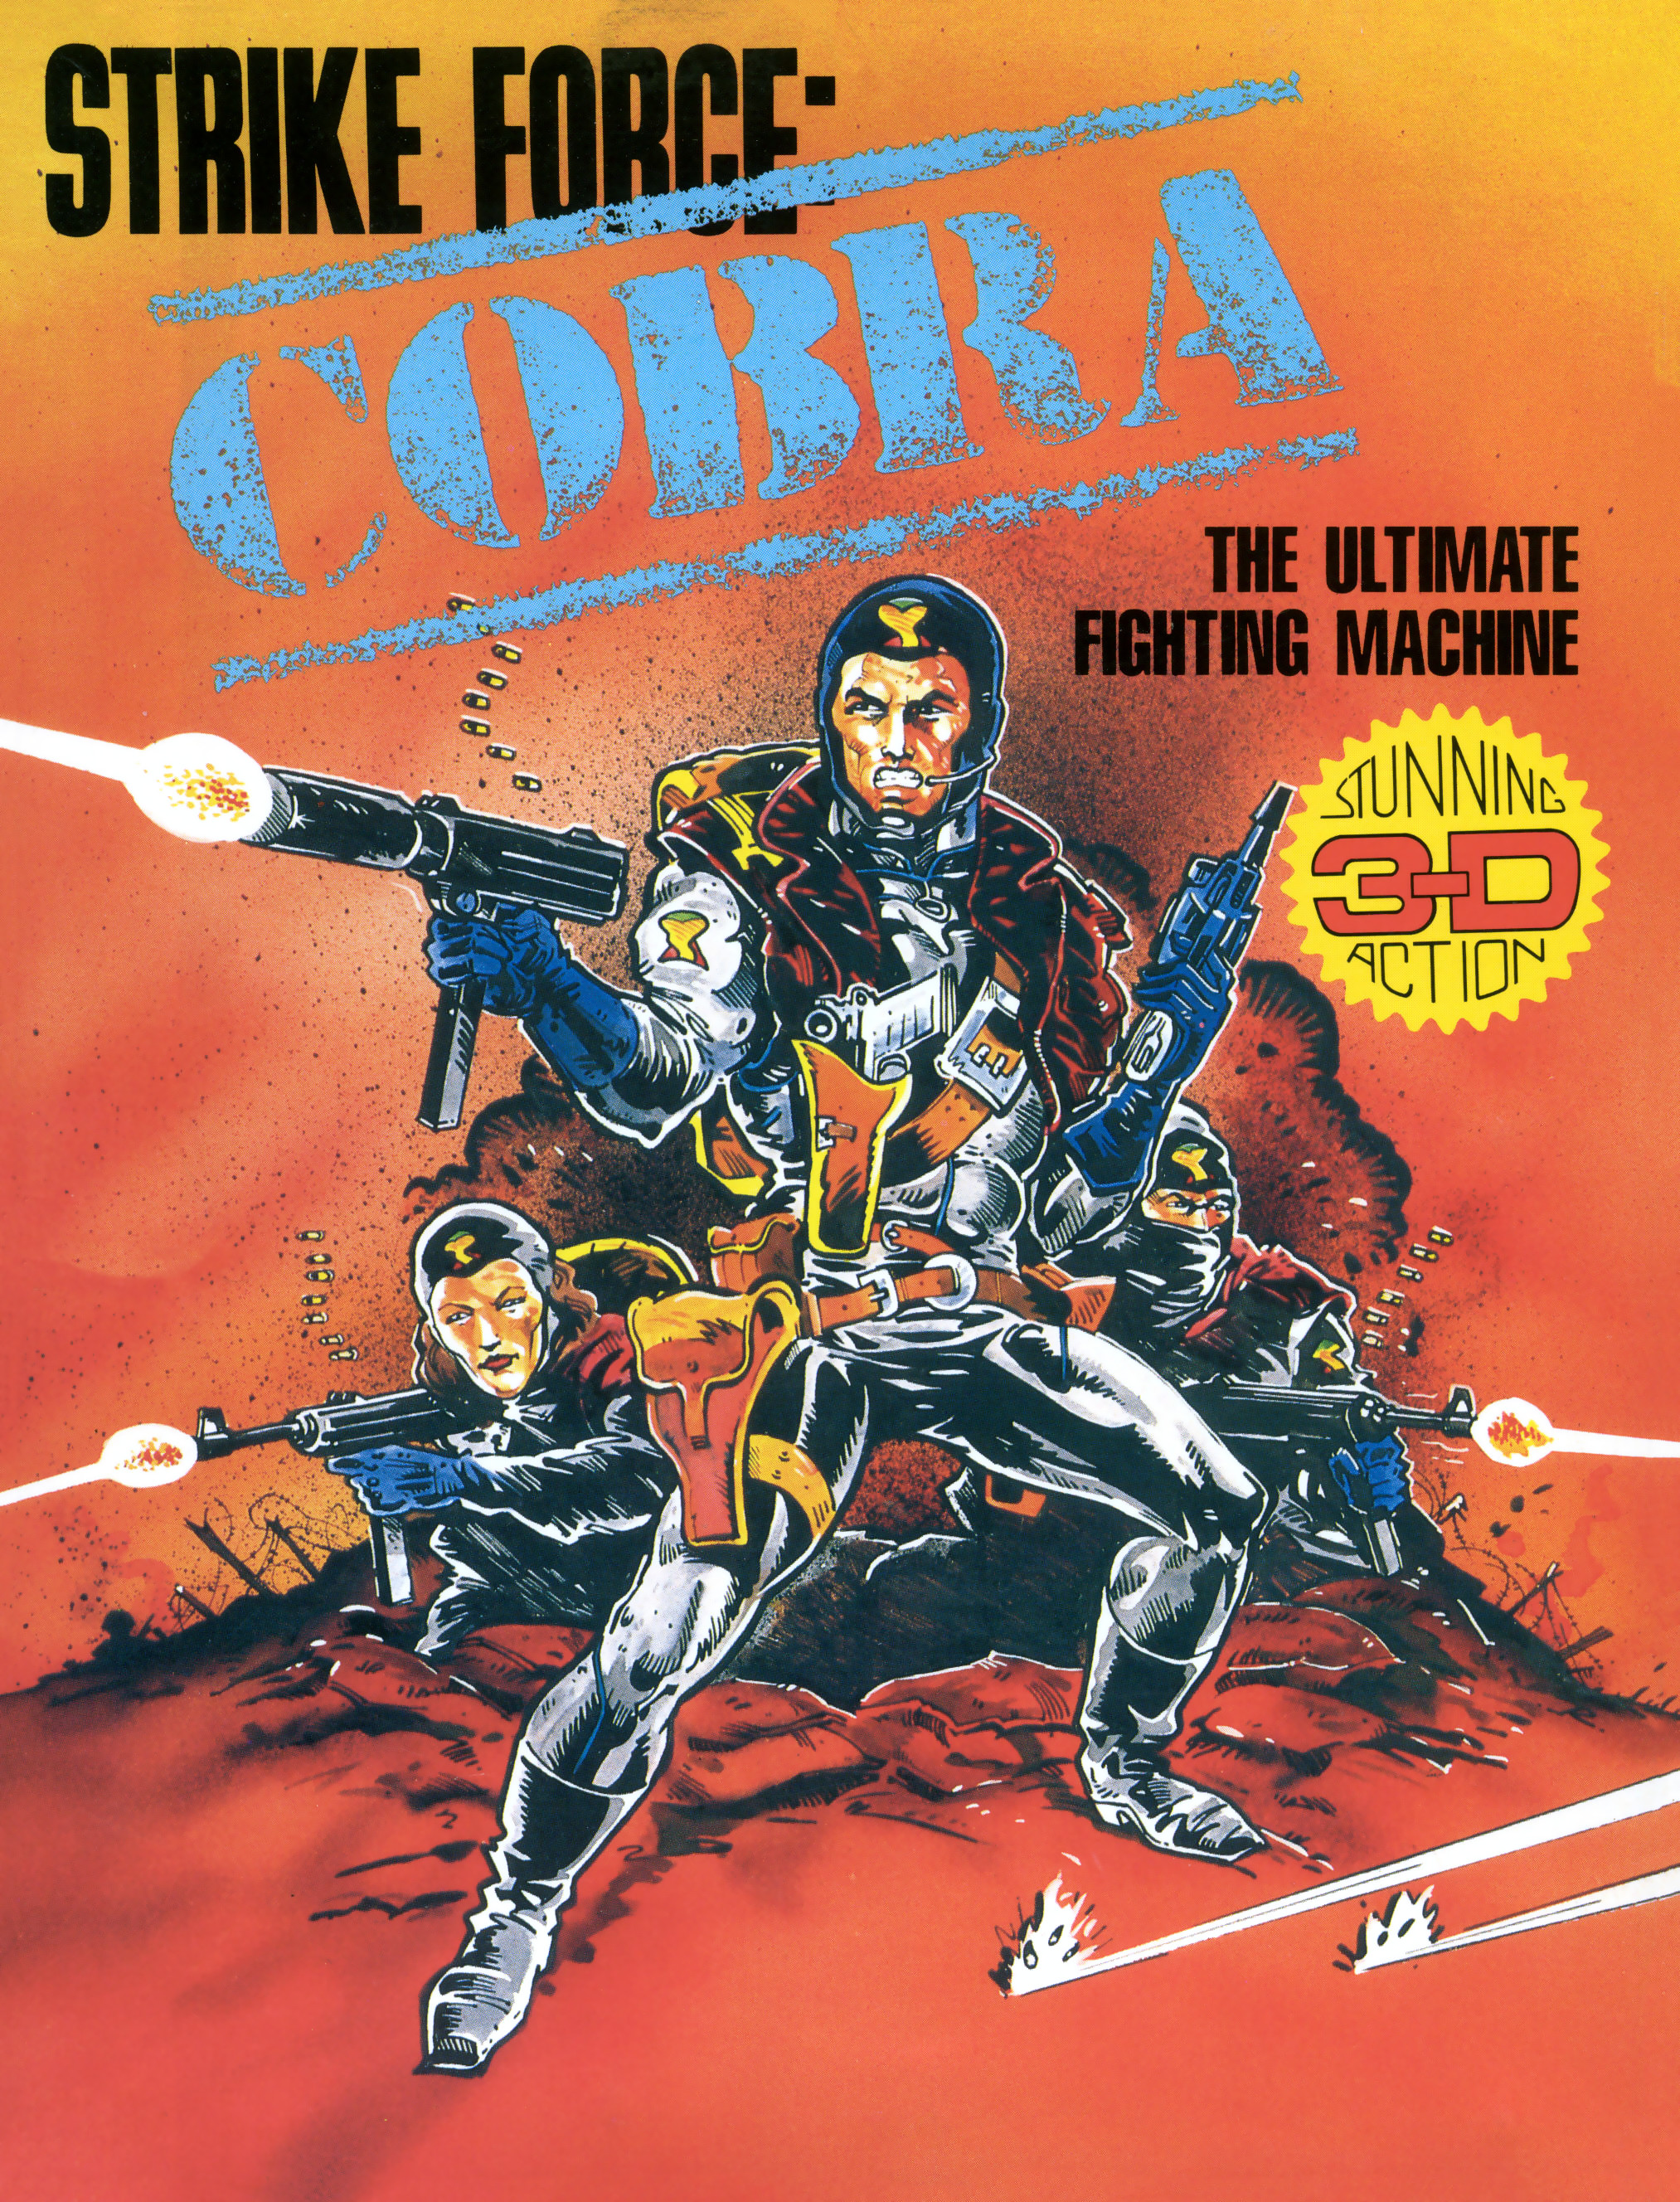 STRIKE FORCE:
COBRA
THE ULTIMATE
FIGHTING MACHINE
STUNNING
3-D
ACTION